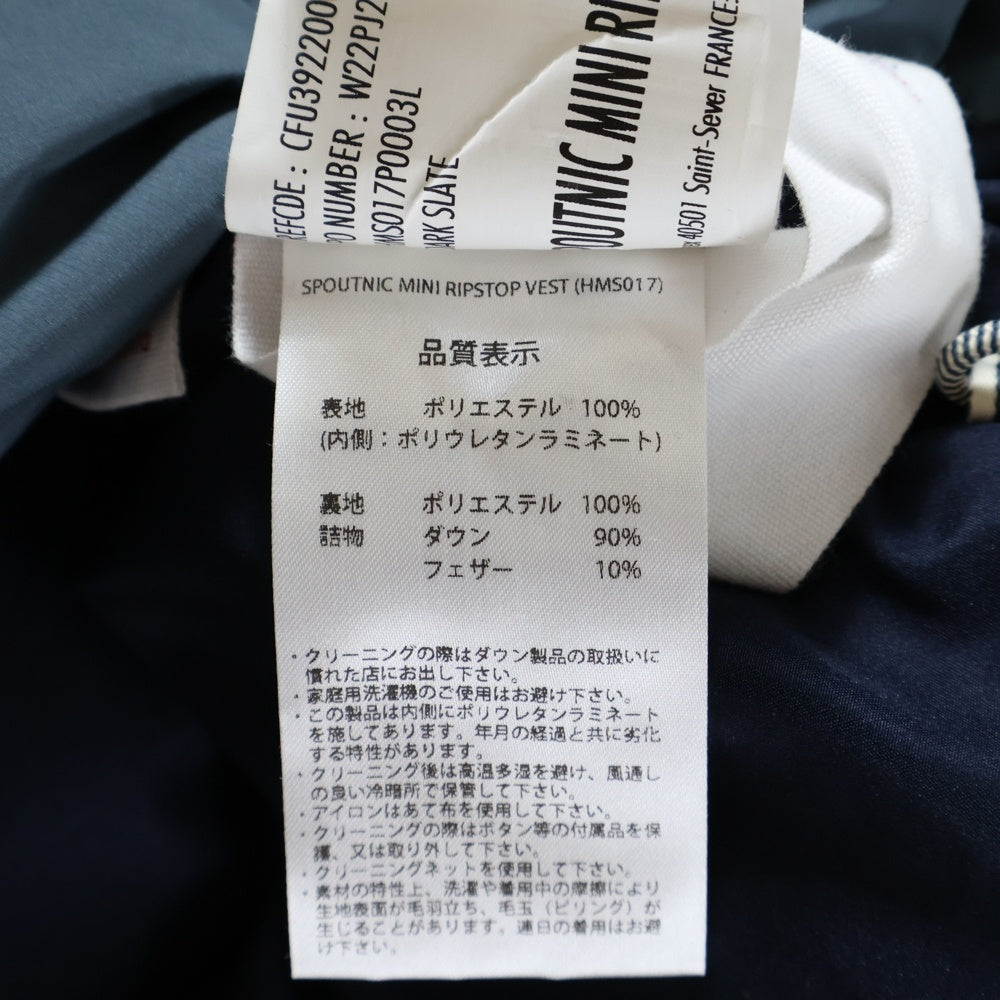 REFCDE : CFU392200
PO NUMBER : W22PJ2
HMS017P0003L
DARK SLATE
SPOUTNIC MINI RI
40501 Saint-Sever FRANCE
SPOUTNIC MINI RIPSTOP VEST (HMS017)
品質表示
表地 ポリエステル 100%
(内側：ポリウレタンラミネート)
裏地 ポリエステル 100%
詰物 ダウン 90%
フェザー 10%
・クリーニングの際はダウン製品の取扱いに
慣れた店にお出し下さい。
・家庭用洗濯機のご使用はお避け下さい。
・この製品は内側にポリウレタンラミネート
を施してあります。年月の経過と共に劣化
する特性があります。
・クリーニング後は高温多湿を避け、風通し
の良い冷暗所で保管して下さい。
・アイロンはあて布を使用して下さい。
・クリーニングの際はボタン等の付属品を保
護、又は取り外して下さい。
・クリーニングネットを使用して下さい。
・素材の特性上、洗濯や着用中の摩擦により
生地表面が毛羽立ち、毛玉（ピリング）が
生じることがあります。連日の着用はお避
け下さい。